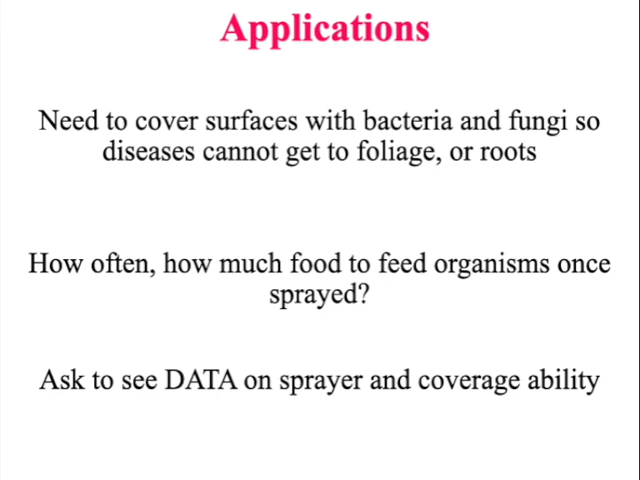 Applications
Need to cover surfaces with bacteria and fungi so
diseases cannot get to foliage, or roots
How often, how much food to feed organisms once
sprayed?
Ask to see DATA on sprayer and coverage ability